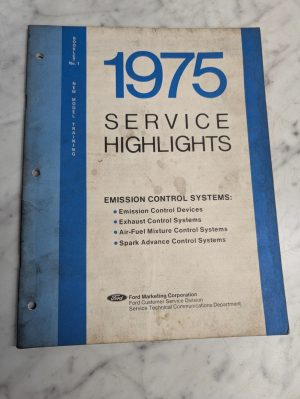 BOOKLET
No. 1
NEW MODEL TRAINING
1975
SERVICE
HIGHLIGHTS
EMISSION CONTROL SYSTEMS:
• Emission Control Devices
• Exhaust Control Systems
• Air-Fuel Mixture Control Systems
• Spark Advance Control Systems
Ford
Ford Marketing Corporation
Ford Customer Service Division
Service Technical Communications Department